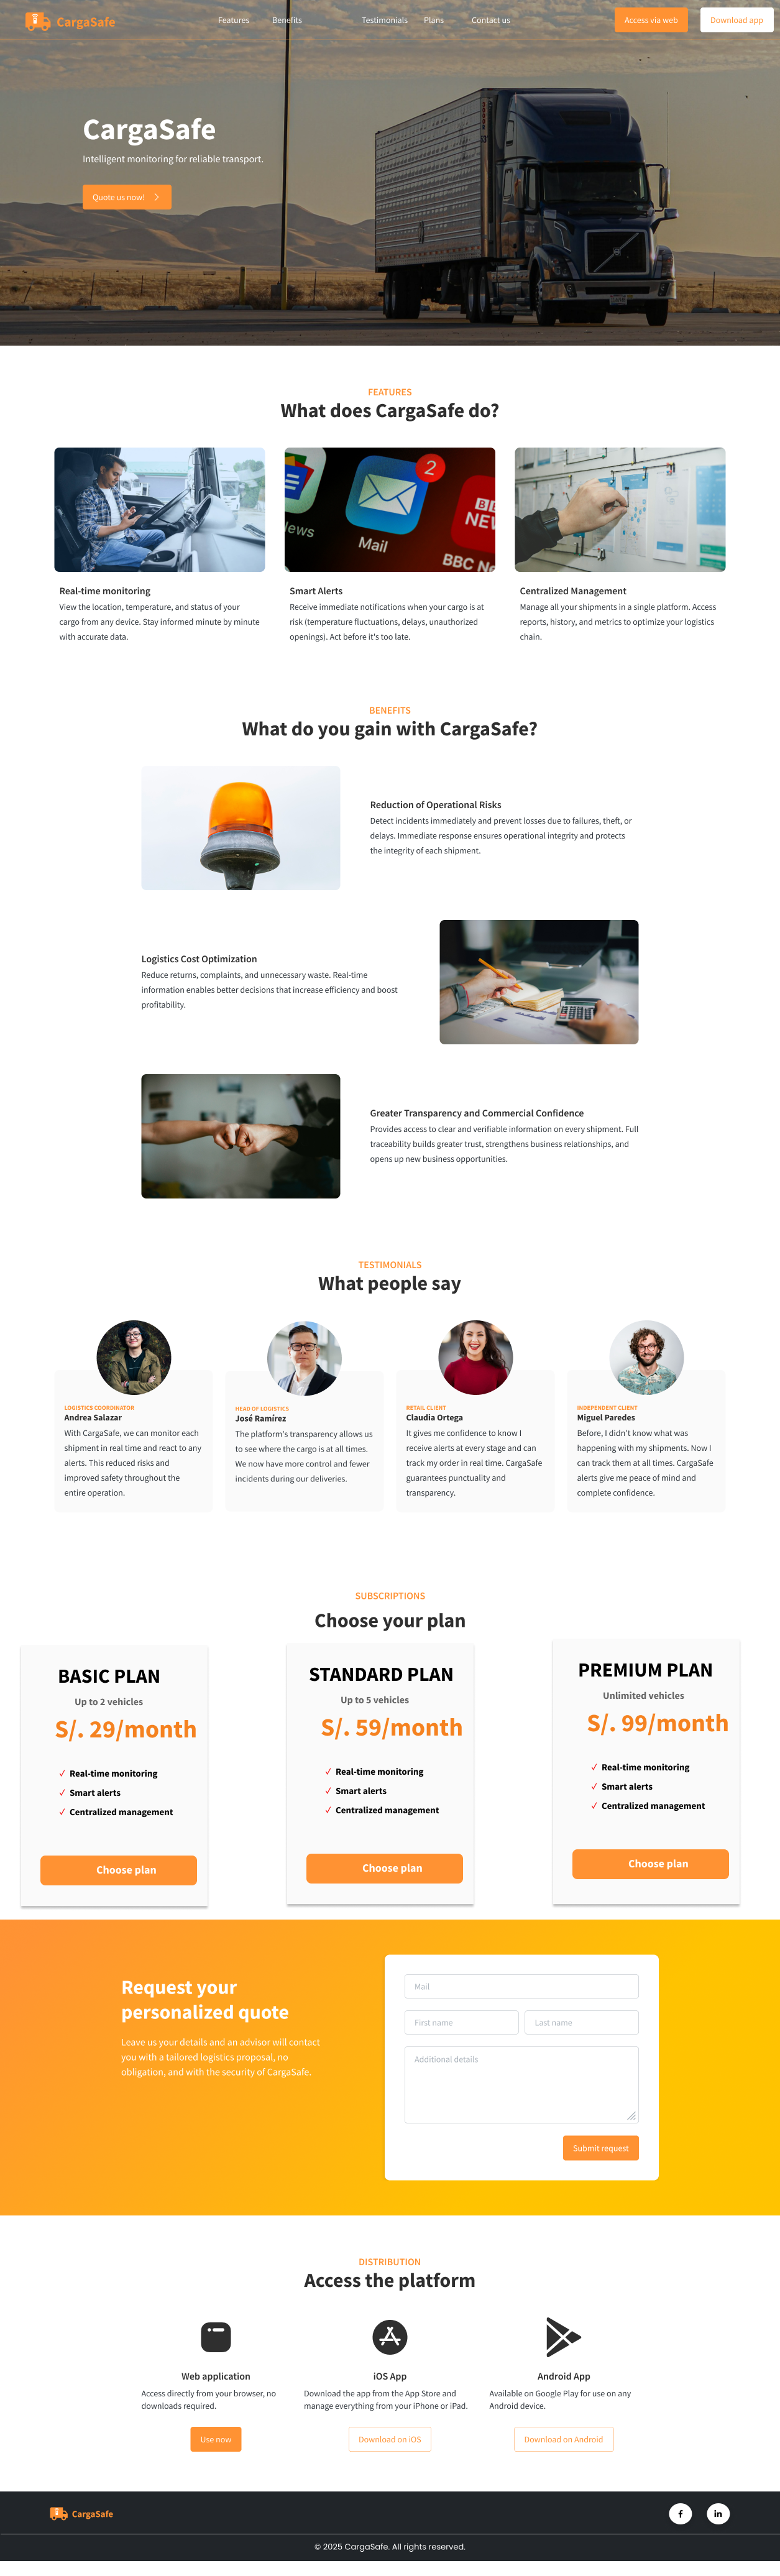 CargaSafe
Features
Benefits
Testimonials
Plans
Contact us
Access via web
Download app
CargaSafe
Intelligent monitoring for reliable transport.
Quote us now!
FEATURES
What does CargaSafe do?
ews
Mail
2
BBC
NEW
BBC Ne
Real-time monitoring
View the location, temperature, and status of your
cargo from any device. Stay informed minute by minute
with accurate data.
Smart Alerts
Receive immediate notifications when your cargo is at
risk (temperature fluctuations, delays, unauthorized
openings). Act before it's too late.
Centralized Management
Manage all your shipments in a single platform. Access
reports, history, and metrics to optimize your logistics
chain.
BENEFITS
What do you gain with CargaSafe?
Reduction of Operational Risks
Detect incidents immediately and prevent losses due to failures, theft, or
delays. Immediate response ensures operational integrity and protects
the integrity of each shipment.
Logistics Cost Optimization
Reduce returns, complaints, and unnecessary waste. Real-time
information enables better decisions that increase efficiency and boost
profitability.
Greater Transparency and Commercial Confidence
Provides access to clear and verifiable information on every shipment. Full
traceability builds greater trust, strengthens business relationships, and
opens up new business opportunities.
TESTIMONIALS
What people say
LOGISTICS COORDINATOR
Andrea Salazar
With CargaSafe, we can monitor each
shipment in real time and react to any
alerts. This reduced risks and
improved safety throughout the
entire operation.
HEAD OF LOGISTICS
José Ramírez
The platform's transparency allows us
to see where the cargo is at all times.
We now have more control and fewer
incidents during our deliveries.
RETAIL CLIENT
Claudia Ortega
It gives me confidence to know I
receive alerts at every stage and can
track my order in real time. CargaSafe
guarantees punctuality and
transparency.
INDEPENDENT CLIENT
Miguel Paredes
Before, I didn't know what was
happening with my shipments. Now I
can track them at all times. CargaSafe
alerts give me peace of mind and
complete confidence.
SUBSCRIPTIONS
Choose your plan
BASIC PLAN
Up to 2 vehicles
S/. 29/month
✓ Real-time monitoring
✓ Smart alerts
✓ Centralized management
Choose plan
STANDARD PLAN
Up to 5 vehicles
S/. 59/month
✓ Real-time monitoring
✓ Smart alerts
✓ Centralized management
Choose plan
PREMIUM PLAN
Unlimited vehicles
S/. 99/month
✓ Real-time monitoring
✓ Smart alerts
✓ Centralized management
Choose plan
Request your
personalized quote
Leave us your details and an advisor will contact
you with a tailored logistics proposal, no
obligation, and with the security of CargaSafe.
Mail
First name
Last name
Additional details
Submit request
DISTRIBUTION
Access the platform
Web application
Access directly from your browser, no
downloads required.
Use now
iOS App
Download the app from the App Store and
manage everything from your iPhone or iPad.
Download on iOS
Android App
Available on Google Play for use on any
Android device.
Download on Android
CargaSafe
f
in
© 2025 CargaSafe. All rights reserved.